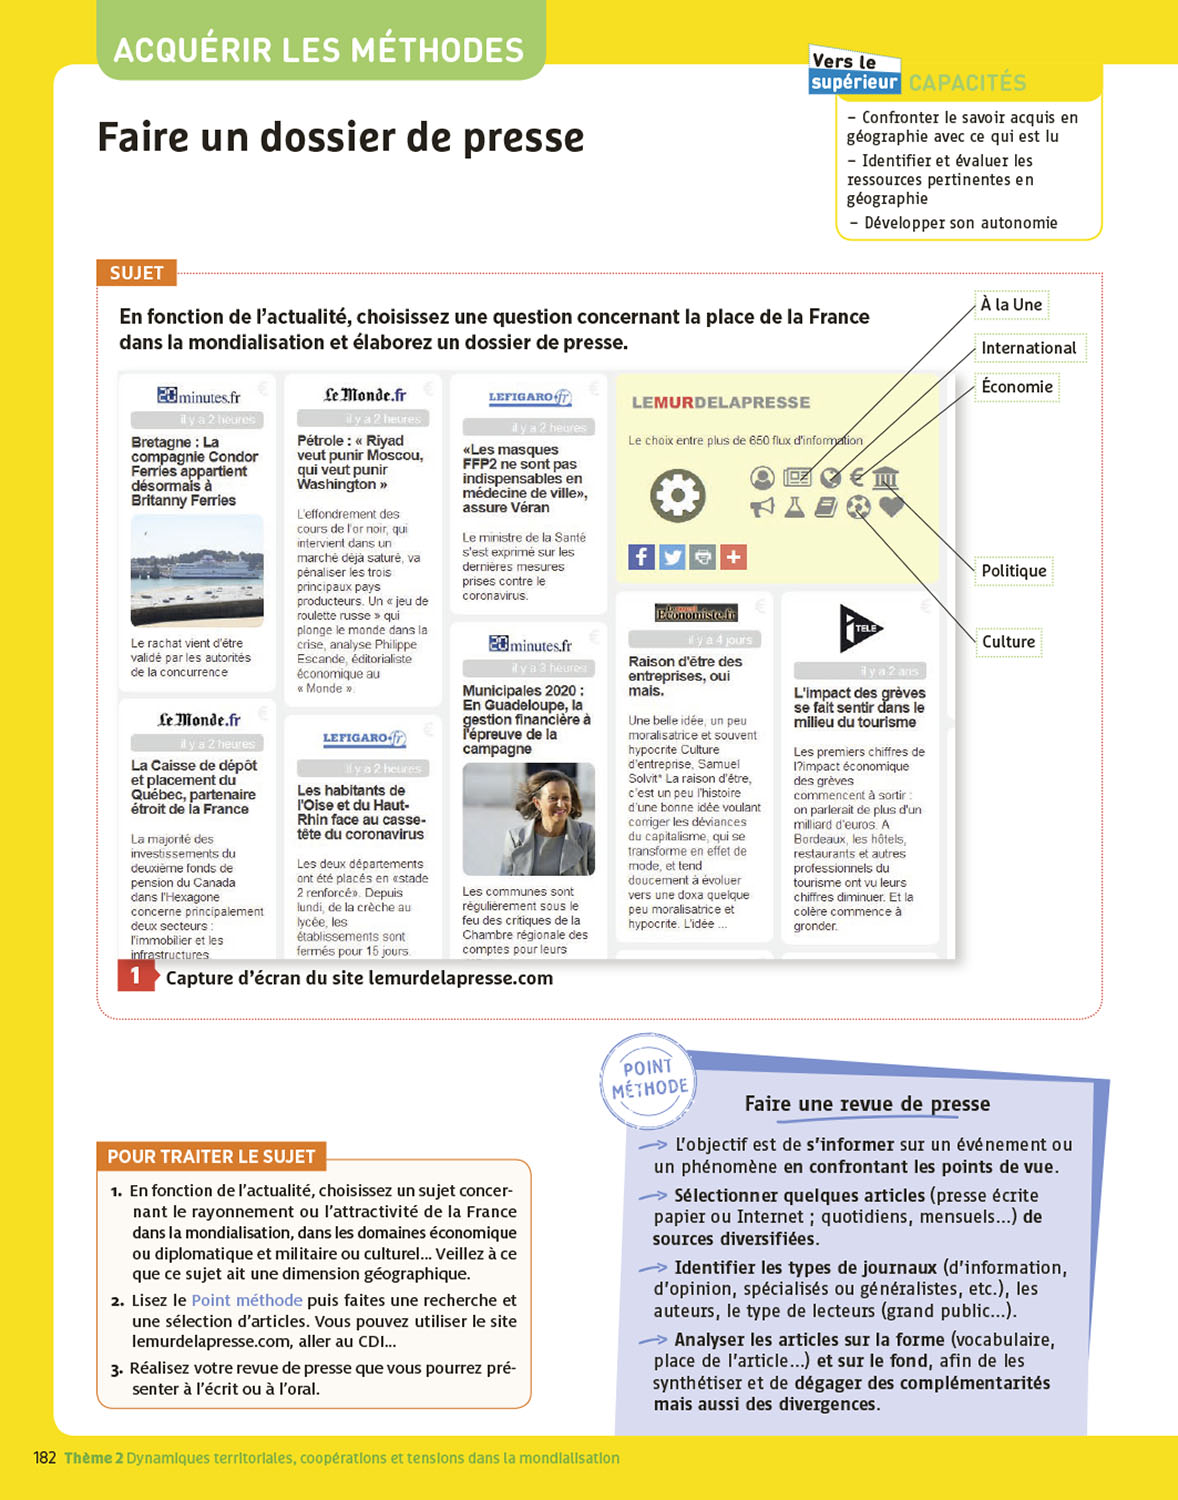 ACQUÉRIR LES MÉTHODES
Vers le
supérieur
CAPACITÉS
– Confronter le savoir acquis en
géographie avec ce qui est lu
– Identifier et évaluer les
ressources pertinentes en
géographie
– Développer son autonomie
Faire un dossier de presse
SUJET
En fonction de l’actualité, choisissez une question concernant la place de la France
dans la mondialisation et élaborez un dossier de presse.
À la Une
International
Économie
Politique
Culture
20minutes.fr
il y a 2 heures
Bretagne : La
compagnie Condor
Ferries appartient
désormais à
Britanny Ferries
Le rachat vient d'être
validé par les autorités
de la concurrence
Le Monde.fr
il y a 2 heures
La Caisse de dépôt
et placement du
Québec, partenaire
étroit de la France
La majorité des
investissements du
deuxième fonds de
pension du Canada
dans l'Hexagone
concerne principalement
deux secteurs :
l'immobilier et les
infrastructures.
Le Monde.fr
il y a 2 heures
Pétrole : « Riyad
veut punir Moscou,
qui veut punir
Washington »
L'effondrement des
cours de l'or noir, qui
intervient dans un
marché déjà saturé, va
pénaliser les trois
principaux pays
producteurs. Un « jeu de
roulette russe » qui
plonge le monde dans la
crise, analyse Philippe
Escande, éditorialiste
économique au
« Monde ».
LEFIGARO.fr
il y a 2 heures
Les habitants de
l'Oise et du Haut-
Rhin face au casse-
tête du coronavirus
Les deux départements
ont été placés en «stade
2 renforcé». Depuis
lundi, de la crèche au
lycée, les
établissements sont
fermés pour 15 jours.
LEFIGARO.fr
il y a 2 heures
«Les masques
FFP2 ne sont pas
indispensables en
médecine de ville»,
assure Véran
Le ministre de la Santé
s'est exprimé sur les
dernières mesures
prises contre le
coronavirus.
20minutes.fr
il y a 3 heures
Municipales 2020 :
En Guadeloupe, la
gestion financière à
l'épreuve de la
campagne
Les communes sont
régulièrement sous le
feu des critiques de la
Chambre régionale des
comptes pour leurs
LEMURDELAPRESSE
Le choix entre plus de 650 flux d'information
Le nouvel
Economiste.fr
il y a 4 jours
Raison d'être des
entreprises, oui
mais.
Une belle idée, un peu
moralisatrice et souvent
hypocrite Culture
d'entreprise, Samuel
Solvit* La raison d'être,
c'est un peu l'histoire
d'une bonne idée voulant
corriger les déviances
du capitalisme, qui se
transforme en effet de
mode, et tend
doucement à évoluer
vers une doxa quelque
peu moralisatrice et
hypocrite. L'idée ...
i TELE
il y a 2 ans
L'impact des grèves
se fait sentir dans le
milieu du tourisme
Les premiers chiffres de
l?impact économique
des grèves
commencent à sortir :
on parlerait de plus d'un
milliard d'euros. A
Bordeaux, les hôtels,
restaurants et autres
professionnels du
tourisme ont vu leurs
chiffres diminuer. Et la
colère commence à
gronder.
1 Capture d’écran du site lemurdelapresse.com
POUR TRAITER LE SUJET
1. En fonction de l’actualité, choisissez un sujet concer-
nant le rayonnement ou l’attractivité de la France
dans la mondialisation, dans les domaines économique
ou diplomatique et militaire ou culturel... Veillez à ce
que ce sujet ait une dimension géographique.
2. Lisez le Point méthode puis faites une recherche et
une sélection d’articles. Vous pouvez utiliser le site
lemurdelapresse.com, aller au CDI...
3. Réalisez votre revue de presse que vous pourrez pré-
senter à l’écrit ou à l’oral.
POINT
MÉTHODE
Faire une revue de presse
L’objectif est de s’informer sur un événement ou
un phénomène en confrontant les points de vue.
Sélectionner quelques articles (presse écrite
papier ou Internet ; quotidiens, mensuels...) de
sources diversifiées.
Identifier les types de journaux (d’information,
d’opinion, spécialisés ou généralistes, etc.), les
auteurs, le type de lecteurs (grand public...).
Analyser les articles sur la forme (vocabulaire,
place de l’article...) et sur le fond, afin de les
synthétiser et de dégager des complémentarités
mais aussi des divergences.
182 Thème 2 Dynamiques territoriales, coopérations et tensions dans la mondialisation